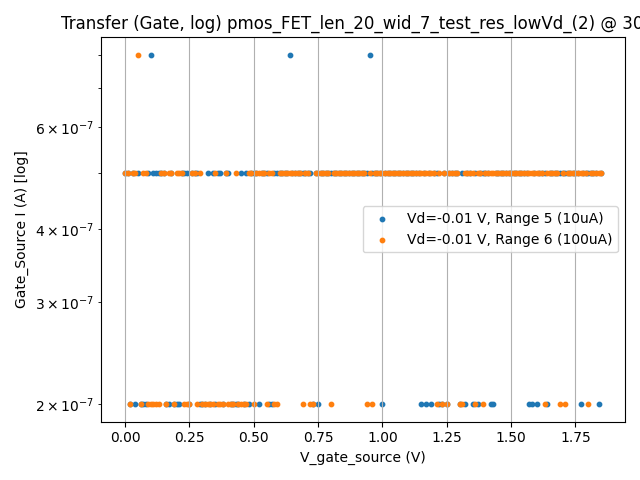 Transfer (Gate, log) pmos_FET_len_20_wid_7_test_res_lowVd_(2) @ 30
Gate_Source I (A) [log]
6 × 10⁻⁷
4 × 10⁻⁷
3 × 10⁻⁷
2 × 10⁻⁷
Vd=-0.01 V, Range 5 (10uA)
Vd=-0.01 V, Range 6 (100uA)
0.00 0.25 0.50 0.75 1.00 1.25 1.50 1.75
V_gate_source (V)